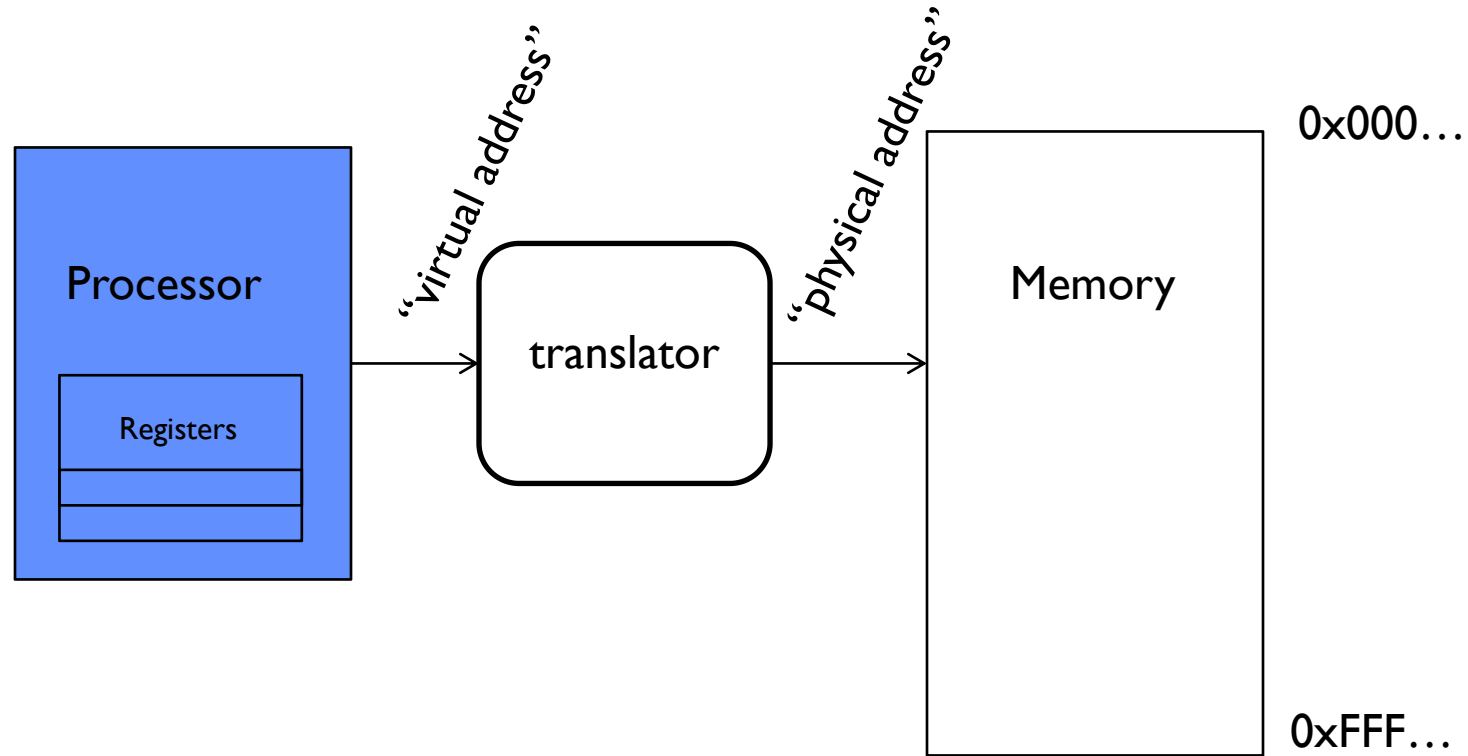 Processor
Registers
“virtual address”
translator
“physical address”
Memory
0x000…
0xFFF…